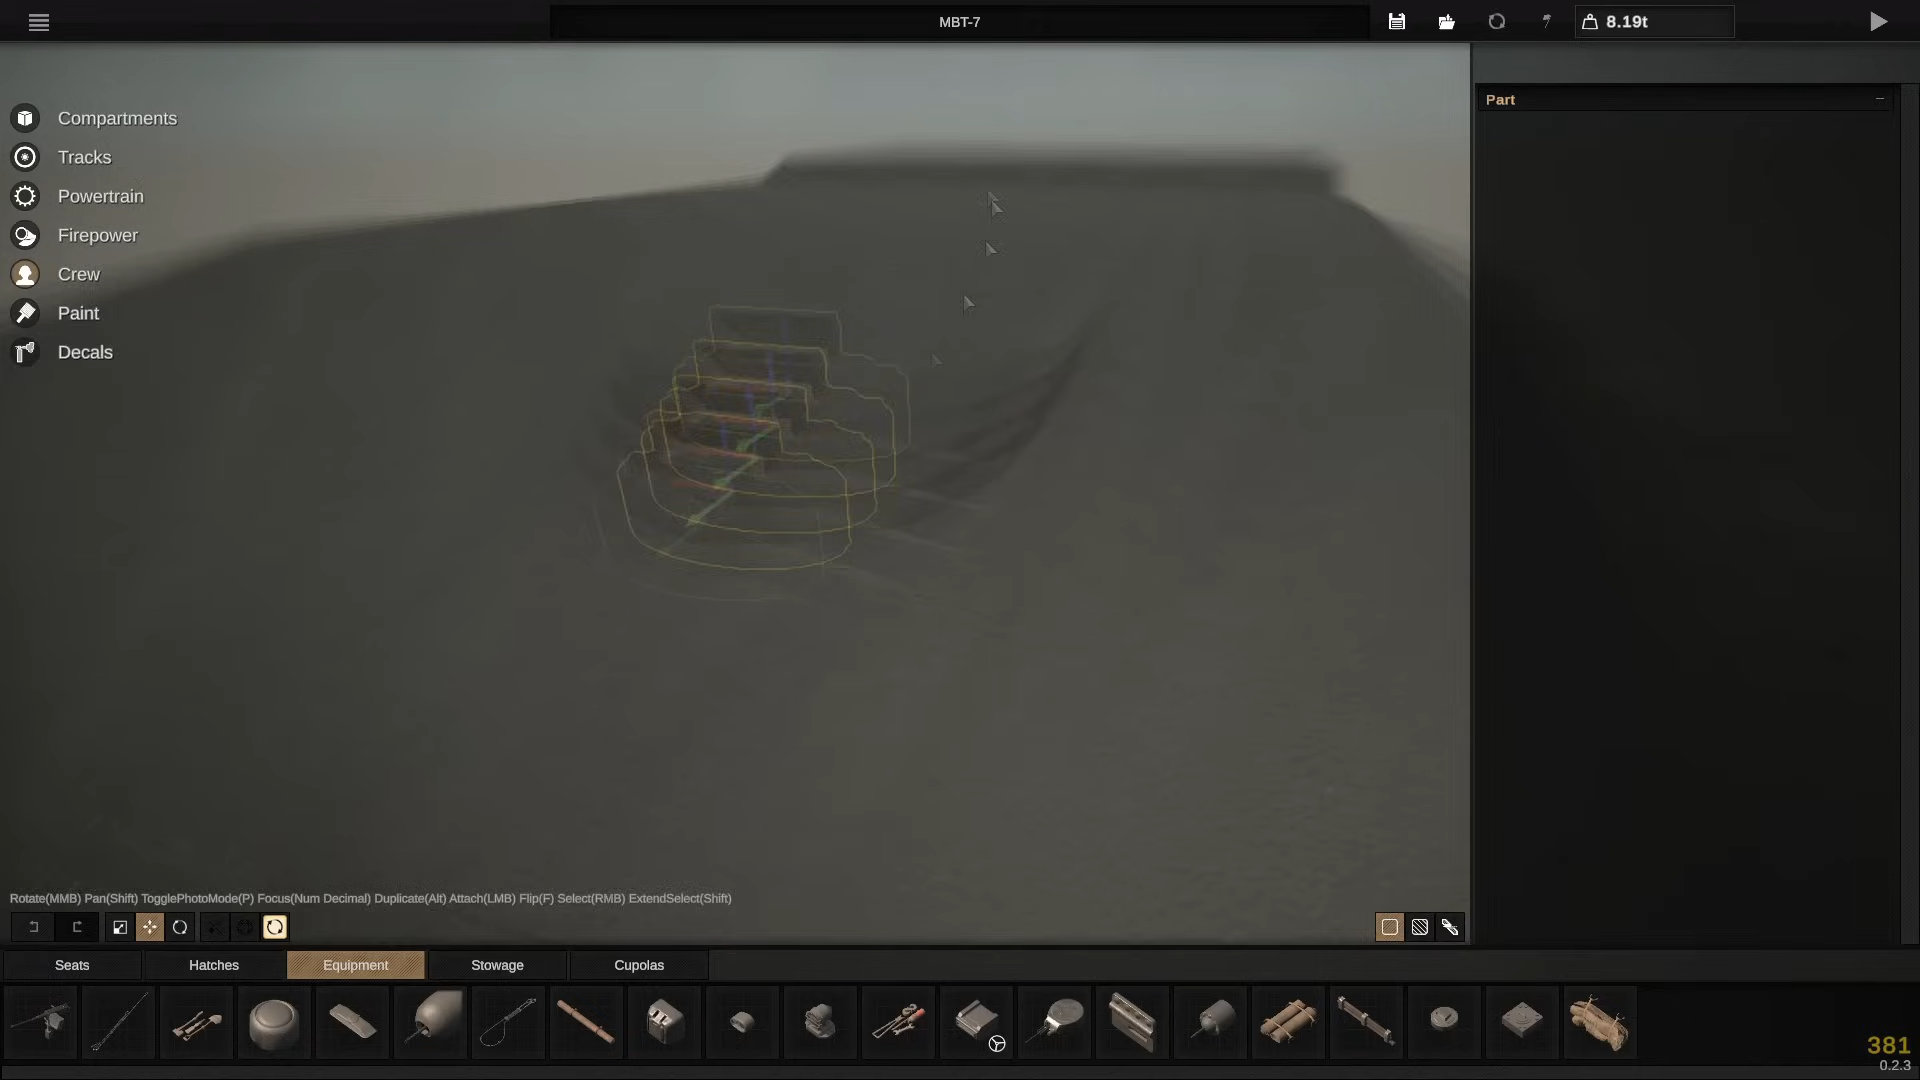 MBT-7
8.19t
Part
Compartments
Tracks
Powertrain
Firepower
Crew
Paint
Decals
Rotate(MMB) Pan(Shift) TogglePhotoMode(P) Focus(Num Decimal) Duplicate(Alt) Attach(LMB) Flip(F) Select(RMB) ExtendSelect(Shift)
Seats
Hatches
Equipment
Stowage
Cupolas
381
0.2.3